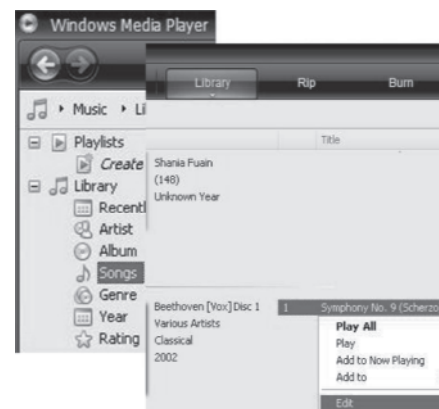 Windows Media Player
Library Rip Burn
Music Li
Title
Playlists
Create
Library
Recentl
Artist
Album
Songs
Genre
Year
Rating
Shania Fuain
(148)
Unknown Year
Beethoven [Vox] Disc 1
Various Artists
Classical
2002
1 Symphony No. 9 (Scherzo
Play All
Play
Add to Now Playing
Add to
Edit